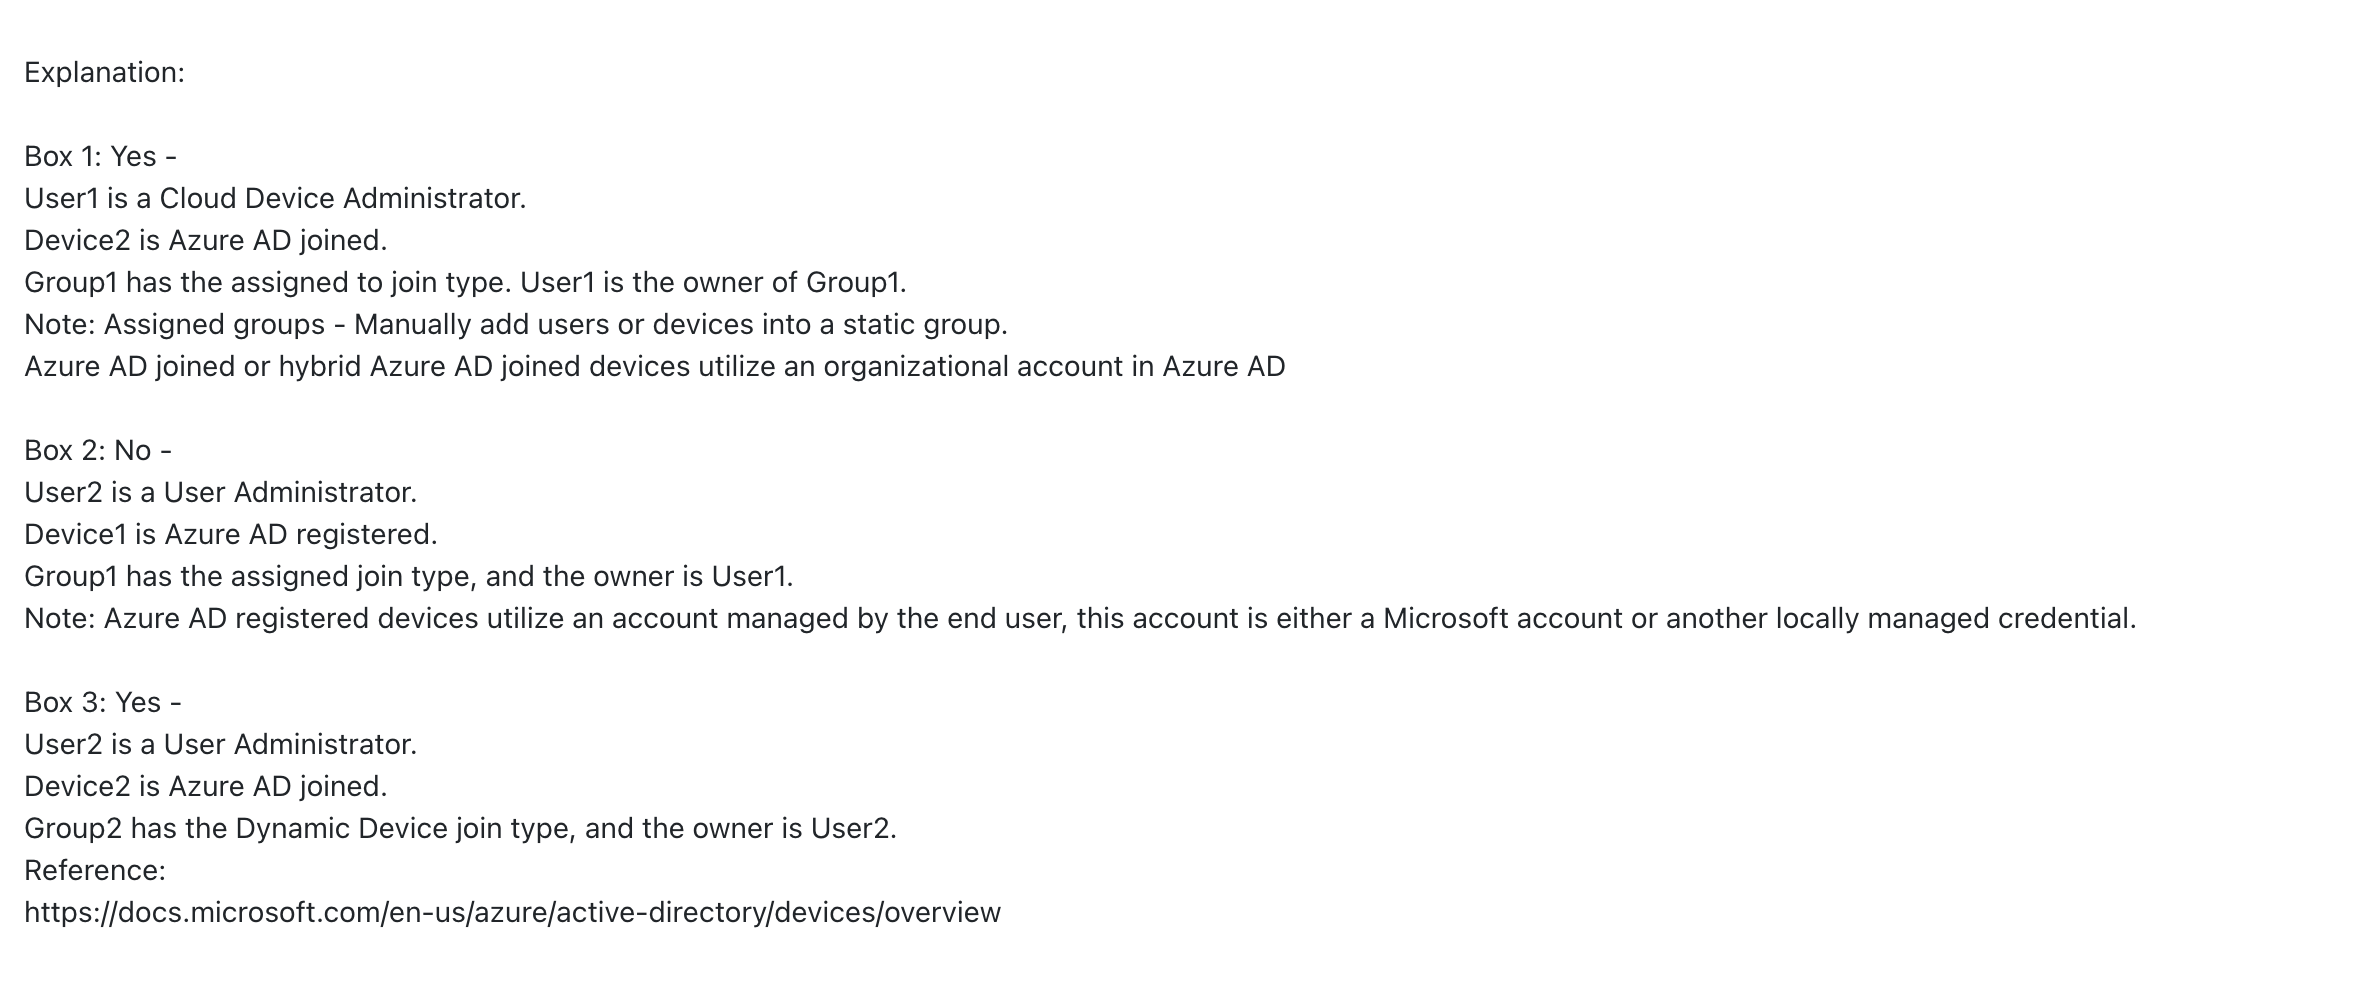 Explanation:
Box 1: Yes -
User1 is a Cloud Device Administrator.
Device2 is Azure AD joined.
Group1 has the assigned to join type. User1 is the owner of Group1.
Note: Assigned groups - Manually add users or devices into a static group.
Azure AD joined or hybrid Azure AD joined devices utilize an organizational account in Azure AD
Box 2: No -
User2 is a User Administrator.
Device1 is Azure AD registered.
Group1 has the assigned join type, and the owner is User1.
Note: Azure AD registered devices utilize an account managed by the end user, this account is either a Microsoft account or another locally managed credential.
Box 3: Yes -
User2 is a User Administrator.
Device2 is Azure AD joined.
Group2 has the Dynamic Device join type, and the owner is User2.
Reference:
https://docs.microsoft.com/en-us/azure/active-directory/devices/overview